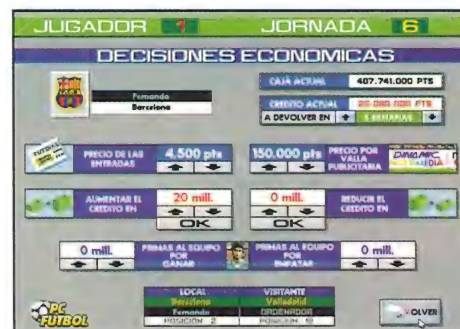 JUGADOR 1 JORNADA 6
DECISIONES ECONOMICAS
Fernando
Barcelona
CAJA ACTUAL 487.741.000 PTS
CREDITO ACTUAL 20.000.000 PTS
A DEVOLVER EN 5 SEMANAS
PRECIO DE LAS ENTRADAS 4.500 pts
150.000 pts PRECIO POR VALLA PUBLICITARIA
DINAMIC MULTIMEDIA
AUMENTAR EL CREDITO EN 20 mill.
OK
0 mill. REDUCIR EL CREDITO EN
OK
0 mill. PRIMAS AL EQUIPO POR GANAR
PRIMAS AL EQUIPO POR EMPATAR 0 mill.
LOCAL VISITANTE
Barcelona Valladolid
Fernando ORDENADOR
POSICION 2 POSICION
PC FUTBOL
VOLVER